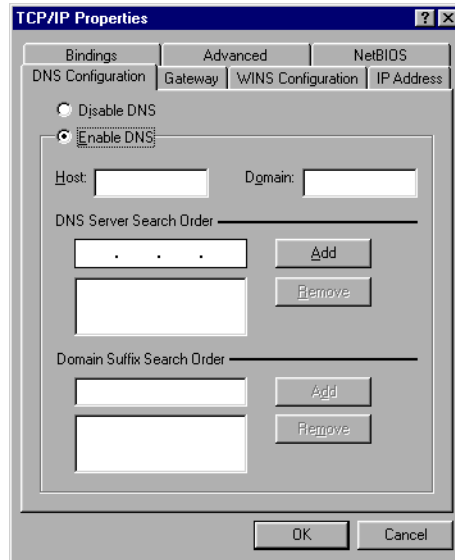 TCP/IP Properties
Bindings Advanced NetBIOS
DNS Configuration Gateway WINS Configuration IP Address
Disable DNS
Enable DNS
Host: Domain:
DNS Server Search Order
. . . Add
Remove
Domain Suffix Search Order
Add
Remove
OK Cancel